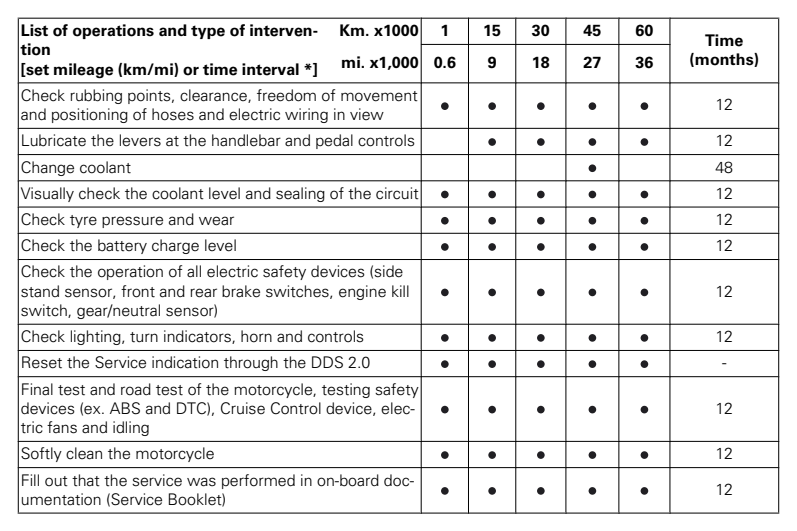 List of operations and type of interven- Km. x1000 1 15 30 45 60 Time
tion
[set mileage (km/mi) or time interval *] mi. x1,000 0.6 9 18 27 36 (months)
Check rubbing points, clearance, freedom of movement
and positioning of hoses and electric wiring in view ● ● ● ● ● 12
Lubricate the levers at the handlebar and pedal controls ● ● ● ● 12
Change coolant ● 48
Visually check the coolant level and sealing of the circuit ● ● ● ● ● 12
Check tyre pressure and wear ● ● ● ● ● 12
Check the battery charge level ● ● ● ● ● 12
Check the operation of all electric safety devices (side
stand sensor, front and rear brake switches, engine kill ● ● ● ● ● 12
switch, gear/neutral sensor)
Check lighting, turn indicators, horn and controls ● ● ● ● ● 12
Reset the Service indication through the DDS 2.0 ● ● ● ● ● -
Final test and road test of the motorcycle, testing safety
devices (ex. ABS and DTC), Cruise Control device, elec- ● ● ● ● ● 12
tric fans and idling
Softly clean the motorcycle ● ● ● ● ● 12
Fill out that the service was performed in on-board doc- ● ● ● ● ● 12
umentation (Service Booklet)